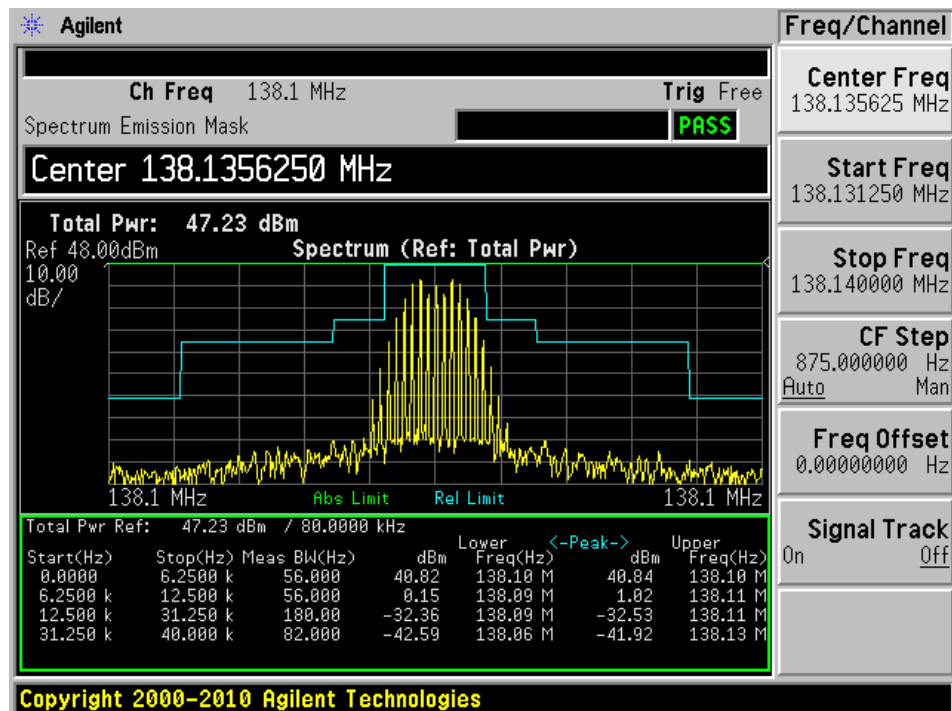 Agilent
Freq/Channel
Ch Freq 138.1 MHz Trig Free
Spectrum Emission Mask PASS
Center 138.1356250 MHz
Total Pwr: 47.23 dBm
Ref 48.00dBm Spectrum (Ref: Total Pwr)
10.00
dB/
138.1 MHz Abs Limit Rel Limit 138.1 MHz
Total Pwr Ref: 47.23 dBm / 80.0000 kHz
Lower <-Peak-> Upper
Start(Hz) Stop(Hz) Meas BW(Hz) dBm Freq(Hz) dBm Freq(Hz)
0.0000 6.2500 k 56.000 40.82 138.10 M 40.84 138.10 M
6.2500 k 12.500 k 56.000 0.15 138.09 M 1.02 138.11 M
12.500 k 31.250 k 180.00 -32.36 138.09 M -32.53 138.11 M
31.250 k 40.000 k 82.000 -42.59 138.06 M -41.92 138.13 M
Center Freq
138.135625 MHz
Start Freq
138.131250 MHz
Stop Freq
138.140000 MHz
CF Step
875.000000 Hz
Auto Man
Freq Offset
0.00000000 Hz
Signal Track
On Off
Copyright 2000-2010 Agilent Technologies